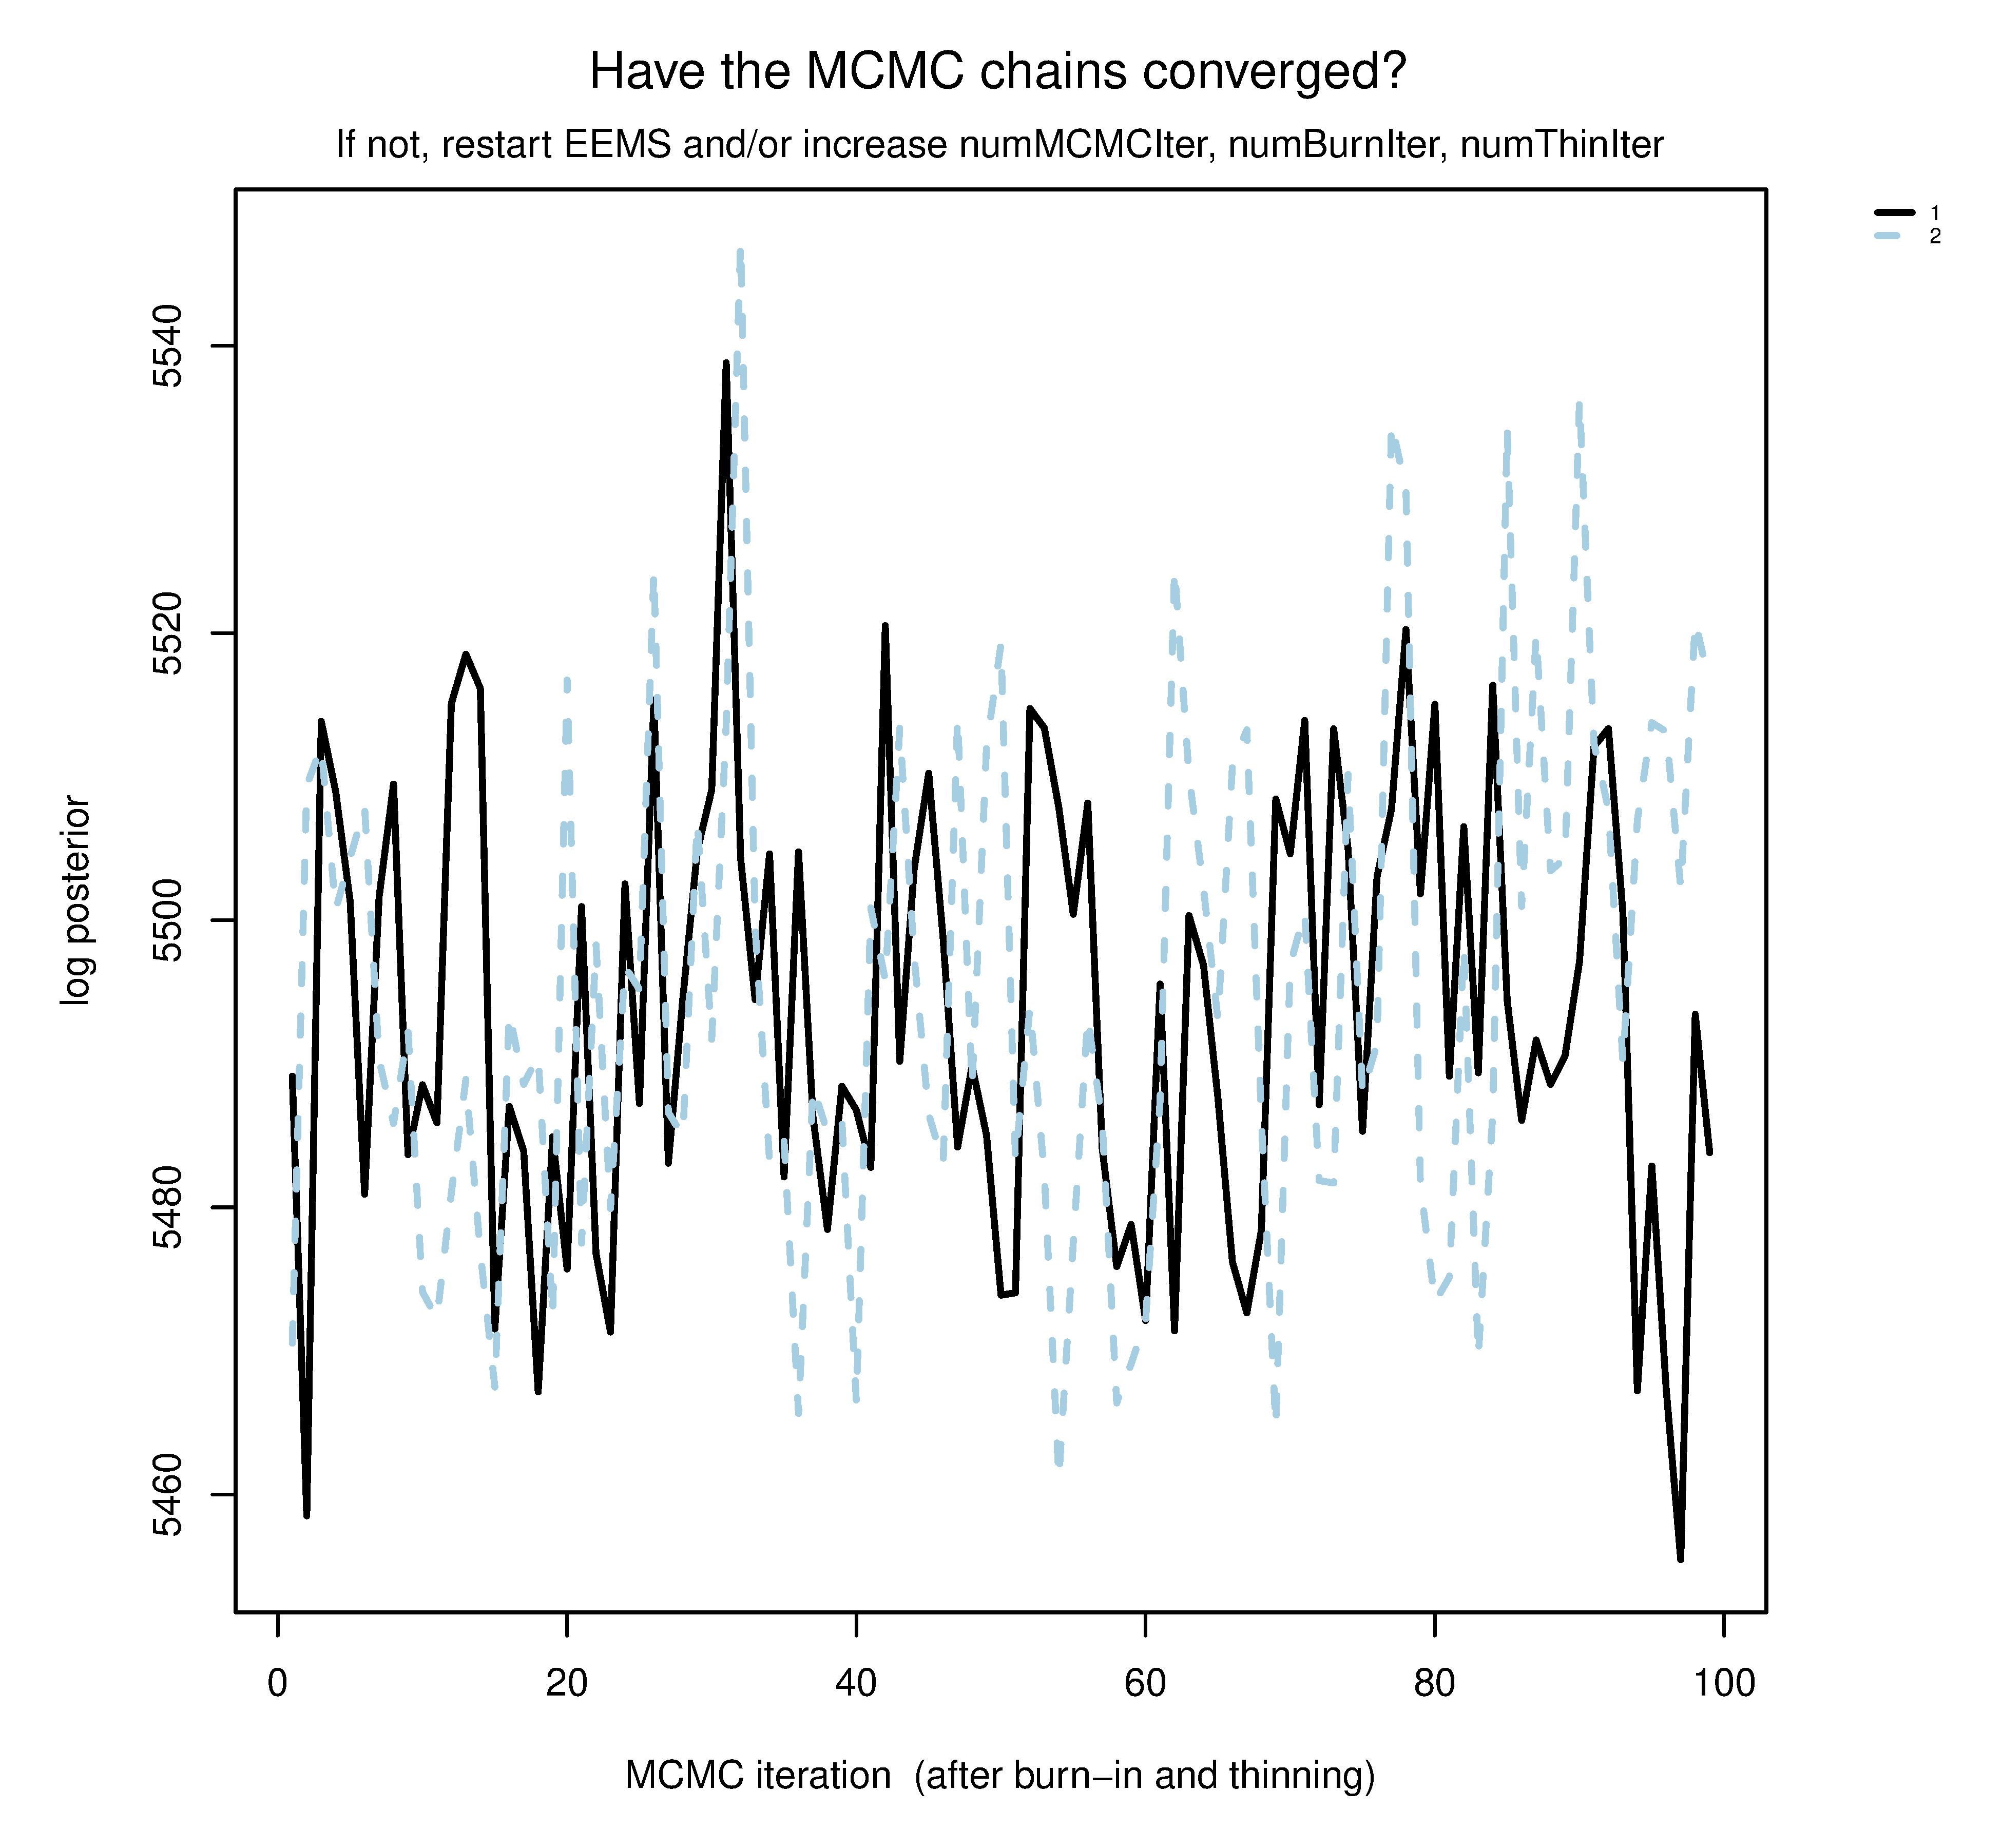 Have the MCMC chains converged?
If not, restart EEMS and/or increase numMCMCIter, numBurnIter, numThinIter
1
2
5540
5520
5500
5480
5460
log posterior
0 20 40 60 80 100
MCMC iteration (after burn−in and thinning)